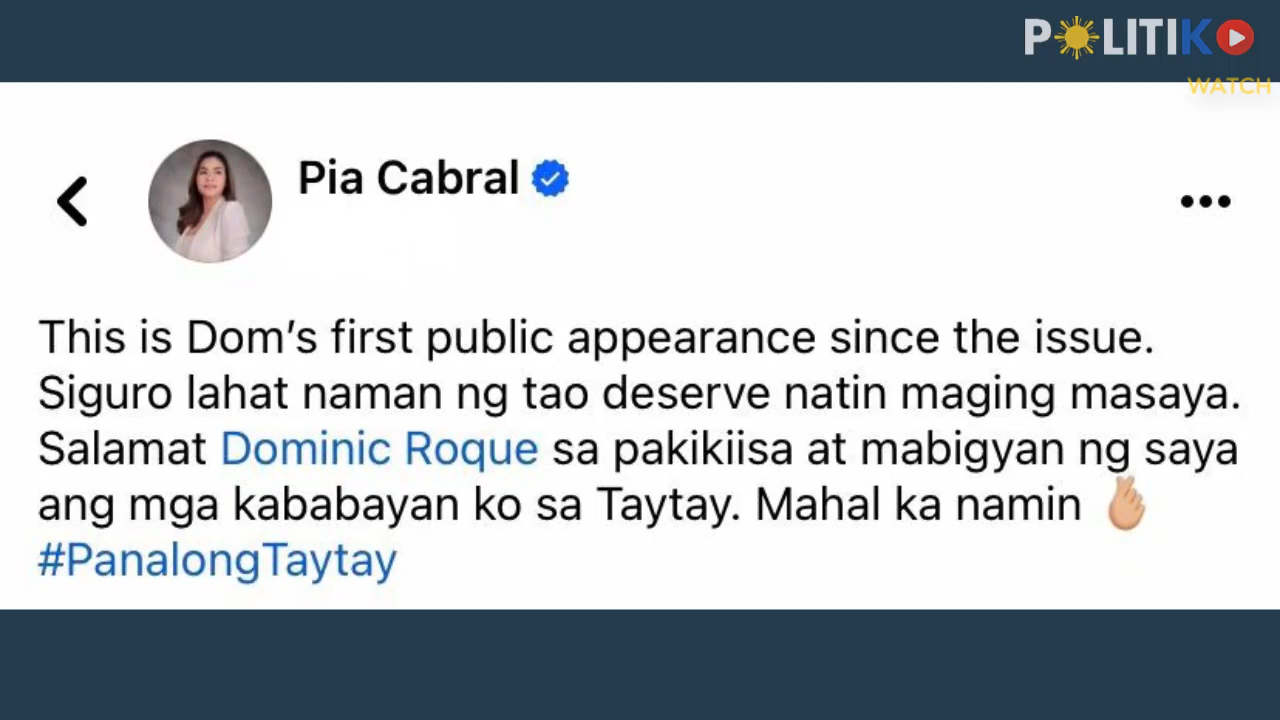 POLITIKO
WATCH
Pia Cabral
This is Dom’s first public appearance since the issue.
Siguro lahat naman ng tao deserve natin maging masaya.
Salamat Dominic Roque sa pakikiisa at mabigyan ng saya
ang mga kababayan ko sa Taytay. Mahal ka namin 🫰🏼
#PanalongTaytay